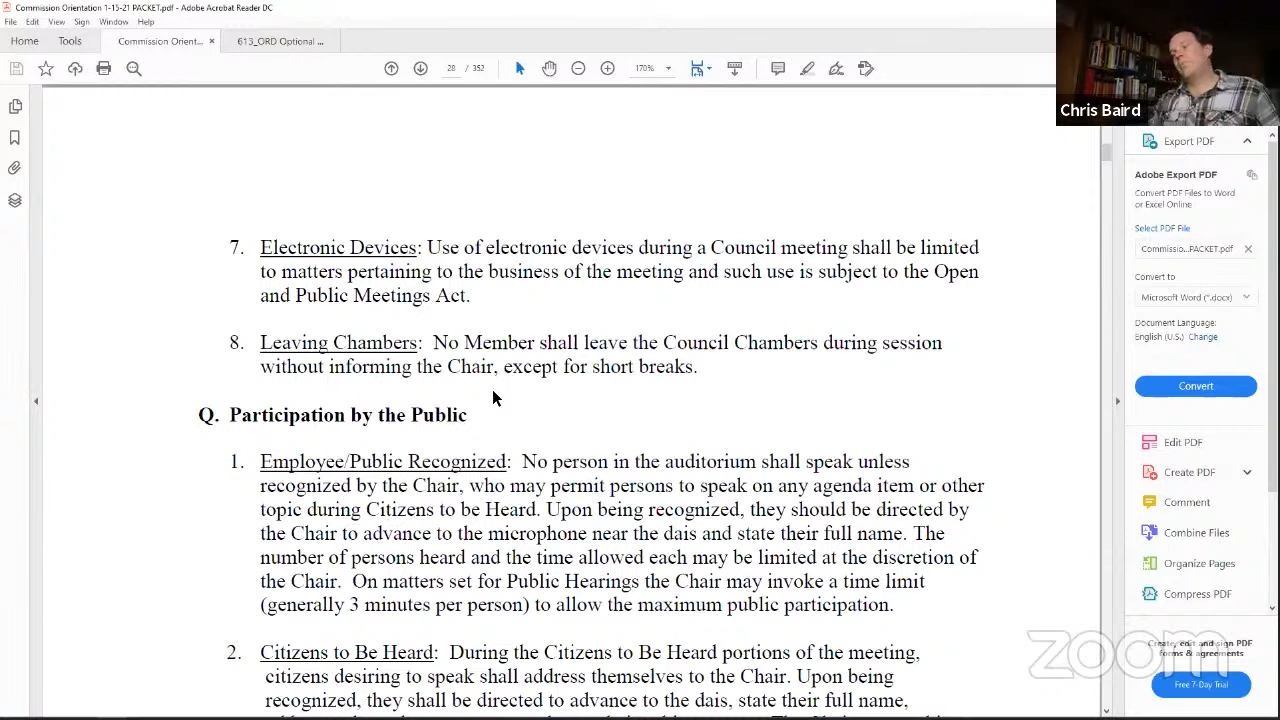 Commission Orientation 1-15-21 PACKET.pdf - Adobe Acrobat Reader DC
File Edit View Sign Window Help
Home Tools Commission Orient... × 613_ORD Optional ...
28 / 352 170%
Chris Baird
7. Electronic Devices: Use of electronic devices during a Council meeting shall be limited
to matters pertaining to the business of the meeting and such use is subject to the Open
and Public Meetings Act.
8. Leaving Chambers: No Member shall leave the Council Chambers during session
without informing the Chair, except for short breaks.
Q. Participation by the Public
1. Employee/Public Recognized: No person in the auditorium shall speak unless
recognized by the Chair, who may permit persons to speak on any agenda item or other
topic during Citizens to be Heard. Upon being recognized, they should be directed by
the Chair to advance to the microphone near the dais and state their full name. The
number of persons heard and the time allowed each may be limited at the discretion of
the Chair. On matters set for Public Hearings the Chair may invoke a time limit
(generally 3 minutes per person) to allow the maximum public participation.
2. Citizens to Be Heard: During the Citizens to Be Heard portions of the meeting,
citizens desiring to speak shall address themselves to the Chair. Upon being
recognized, they shall be directed to advance to the dais, state their full name,
Export PDF
Adobe Export PDF
Convert PDF Files to Word
or Excel Online
Select PDF File
Commissio...PACKET.pdf ×
Convert to
Microsoft Word (*.docx)
Document Language:
English (U.S.) Change
Convert
Edit PDF
Create PDF
Comment
Combine Files
Organize Pages
Compress PDF
Create, edit and sign PDF
forms & agreements
Free 7-Day Trial
zoom